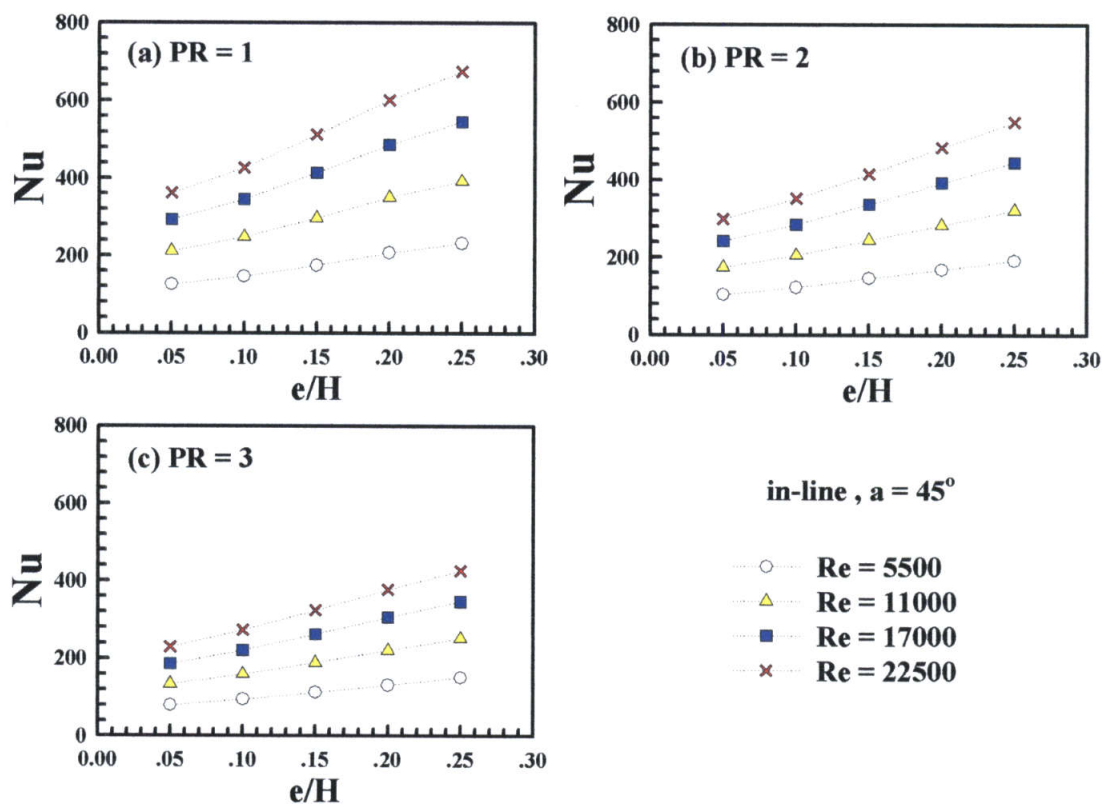 (a) PR = 1
Nu
800
600
400
200
0
0.00 .05 .10 .15 .20 .25 .30
e/H
(b) PR = 2
Nu
800
600
400
200
0
0.00 .05 .10 .15 .20 .25 .30
e/H
(c) PR = 3
Nu
800
600
400
200
0
0.00 .05 .10 .15 .20 .25 .30
e/H
in-line , a = 45°
Re = 5500
Re = 11000
Re = 17000
Re = 22500